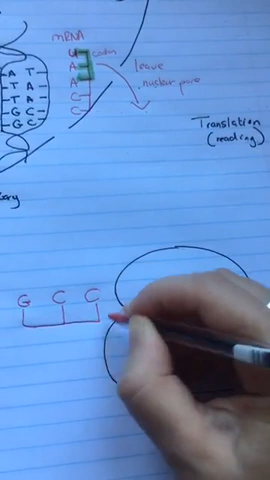 mRNA
U codon
A T A leave
T A A nuclear pore
T A C
G C C
G C
Translation
(reading)
G C C